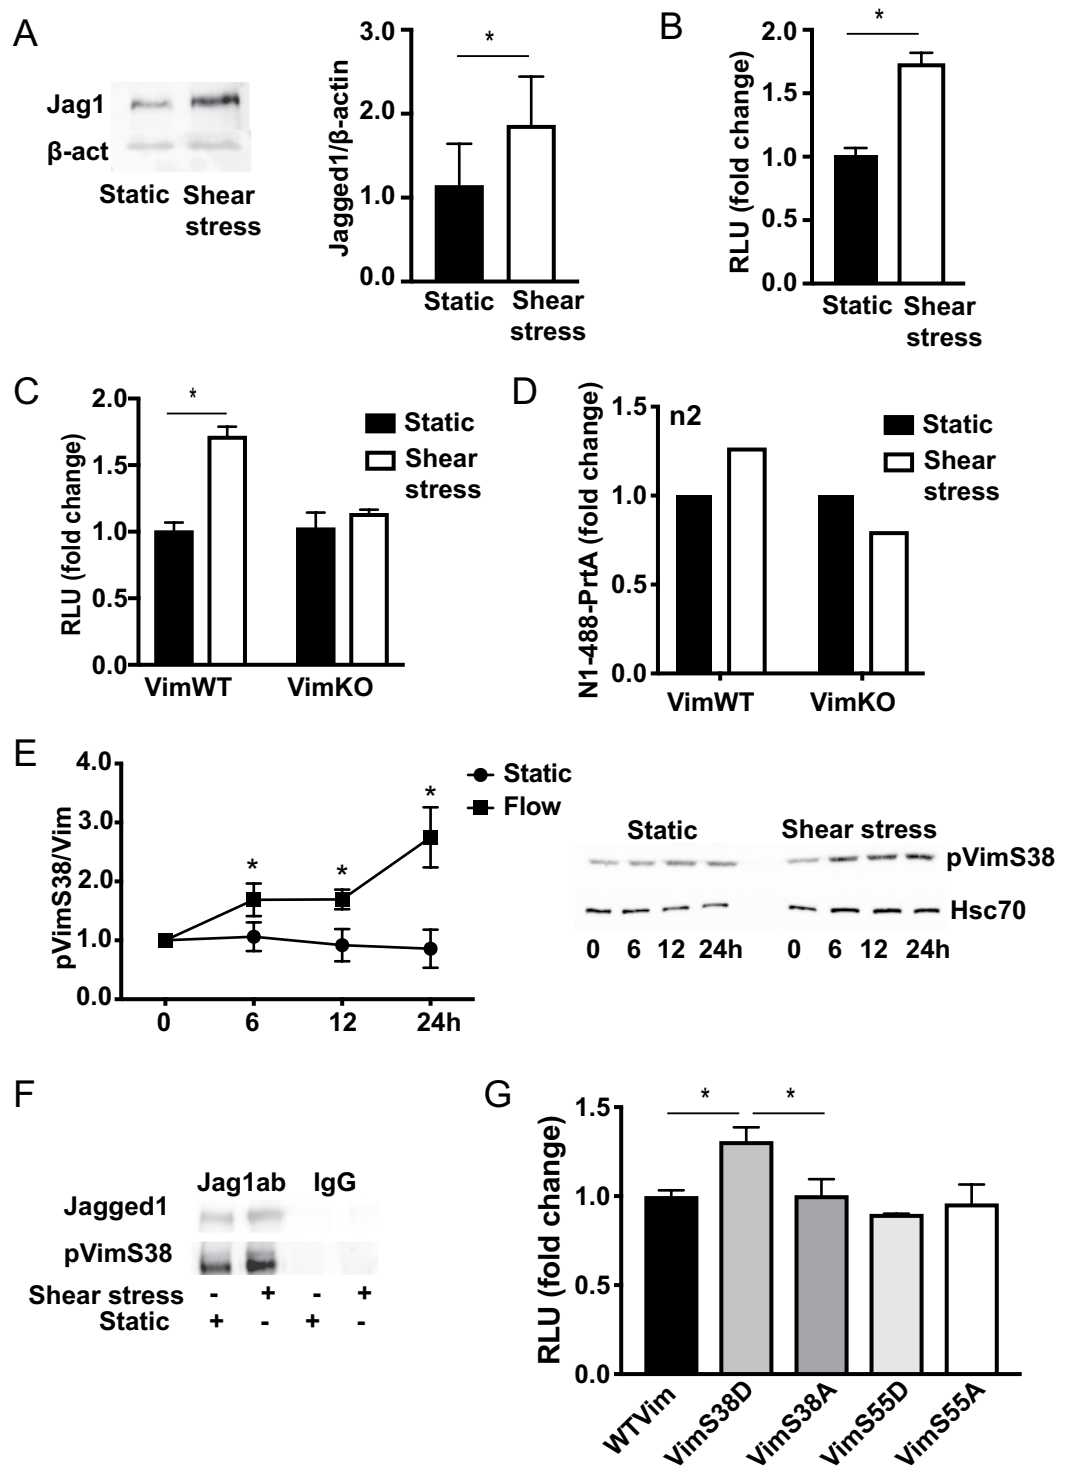 A
Jag1
β-act
Static Shear
stress
Jagged1/β-actin
3.0
2.0
1.0
0.0
*
Static Shear
stress
B
RLU (fold change)
2.0
1.5
1.0
0.5
0.0
*
Static Shear
stress
C
RLU (fold change)
2.0
1.5
1.0
0.5
0.0
*
Static
Shear
stress
VimWT VimKO
D
N1-488-PrtA (fold change)
1.5
1.0
0.5
0.0
n2
Static
Shear
stress
VimWT VimKO
E
pVimS38/Vim
4.0
3.0
2.0
1.0
0.0
* * *
Static
Flow
0 6 12 24h
Static Shear stress
pVimS38
Hsc70
0 6 12 24h 0 6 12 24h
F
Jag1ab IgG
Jagged1
pVimS38
Shear stress - + - +
Static + - + -
G
RLU (fold change)
1.5
1.0
0.5
0.0
* *
WTVim
VimS38D
VimS38A
VimS55D
VimS55A